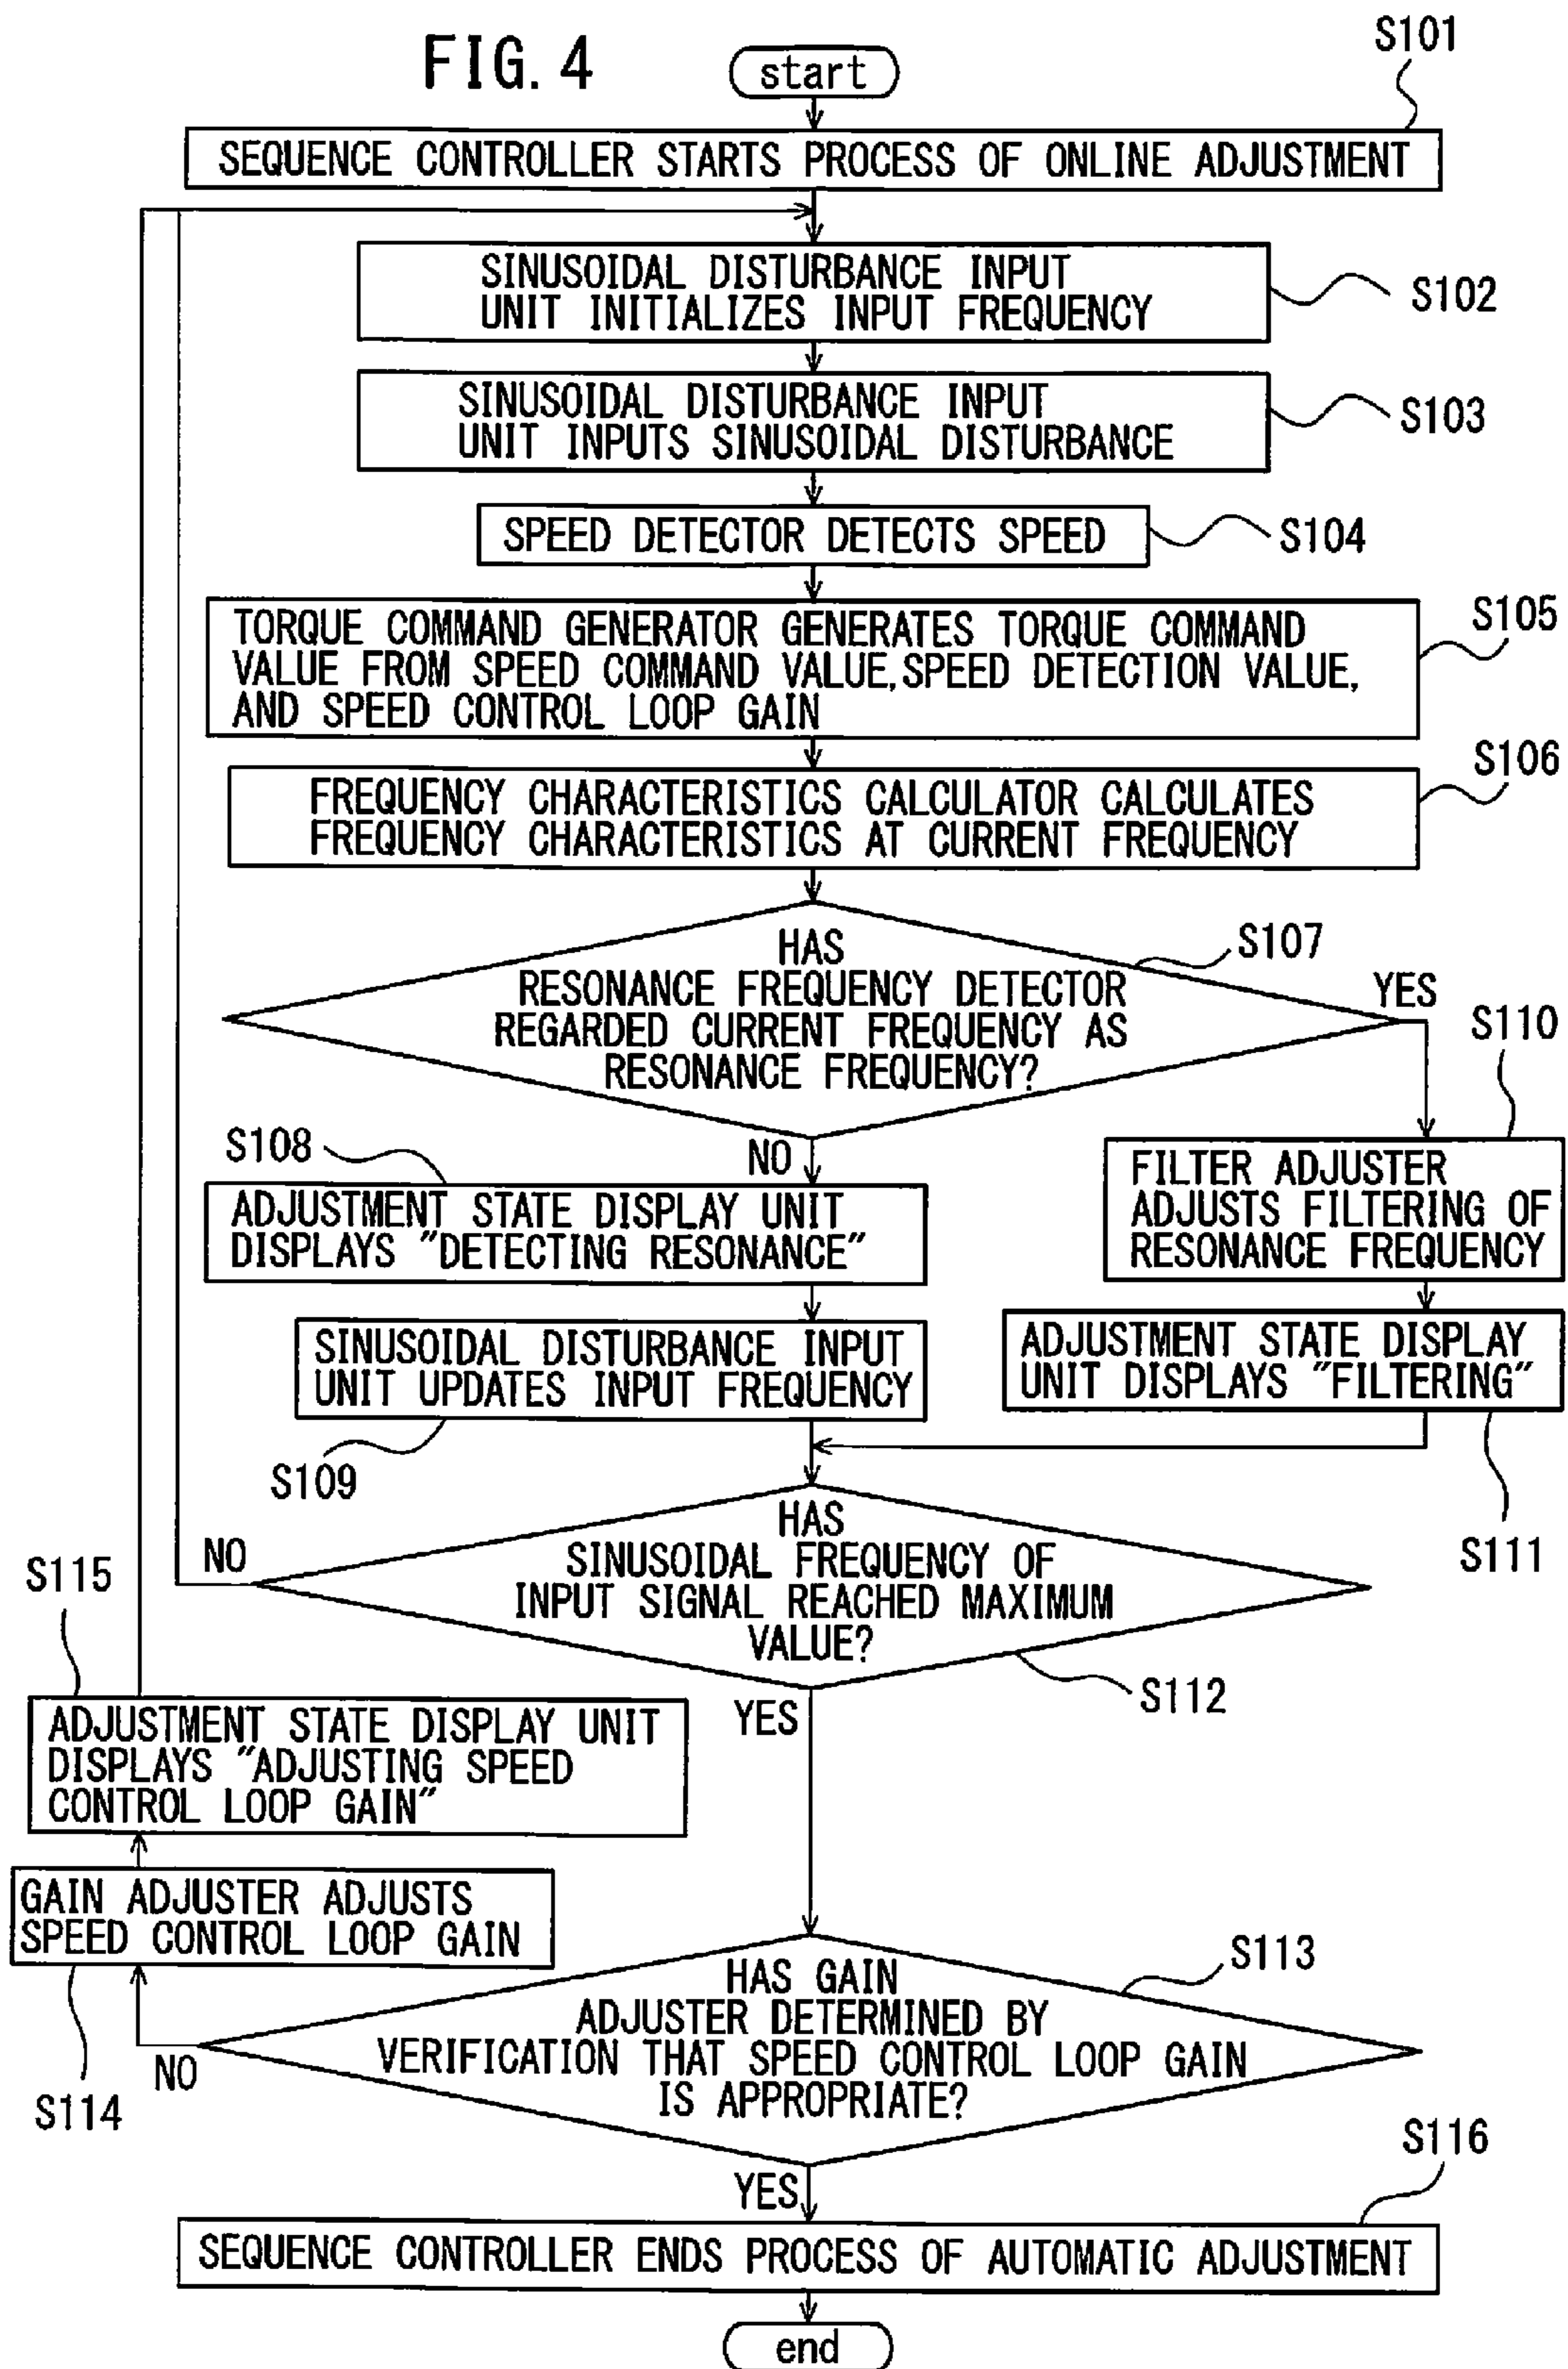 FIG. 4
start
S101
SEQUENCE CONTROLLER STARTS PROCESS OF ONLINE ADJUSTMENT
SINUSOIDAL DISTURBANCE INPUT
UNIT INITIALIZES INPUT FREQUENCY
S102
SINUSOIDAL DISTURBANCE INPUT
UNIT INPUTS SINUSOIDAL DISTURBANCE
S103
SPEED DETECTOR DETECTS SPEED
S104
TORQUE COMMAND GENERATOR GENERATES TORQUE COMMAND
VALUE FROM SPEED COMMAND VALUE, SPEED DETECTION VALUE,
AND SPEED CONTROL LOOP GAIN
S105
FREQUENCY CHARACTERISTICS CALCULATOR CALCULATES
FREQUENCY CHARACTERISTICS AT CURRENT FREQUENCY
S106
HAS
RESONANCE FREQUENCY DETECTOR
REGARDED CURRENT FREQUENCY AS
RESONANCE FREQUENCY?
S107
YES
S110
NO
S108
ADJUSTMENT STATE DISPLAY UNIT
DISPLAYS "DETECTING RESONANCE"
FILTER ADJUSTER
ADJUSTS FILTERING OF
RESONANCE FREQUENCY
SINUSOIDAL DISTURBANCE INPUT
UNIT UPDATES INPUT FREQUENCY
S109
ADJUSTMENT STATE DISPLAY
UNIT DISPLAYS "FILTERING"
S111
HAS
SINUSOIDAL FREQUENCY OF
INPUT SIGNAL REACHED MAXIMUM
VALUE?
NO
S112
YES
S115
ADJUSTMENT STATE DISPLAY UNIT
DISPLAYS "ADJUSTING SPEED
CONTROL LOOP GAIN"
GAIN ADJUSTER ADJUSTS
SPEED CONTROL LOOP GAIN
S114
NO
HAS GAIN
ADJUSTER DETERMINED BY
VERIFICATION THAT SPEED CONTROL LOOP GAIN
IS APPROPRIATE?
S113
YES
S116
SEQUENCE CONTROLLER ENDS PROCESS OF AUTOMATIC ADJUSTMENT
end